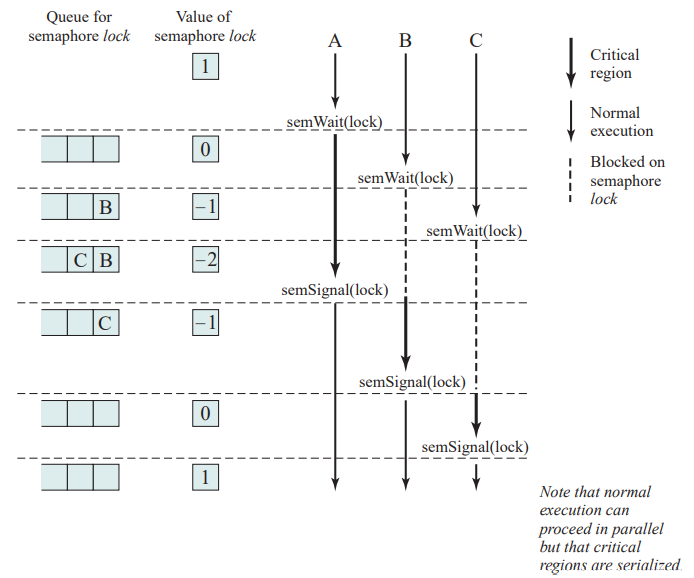 Queue for
semaphore lock
Value of
semaphore lock
A
B
C
1
Critical
region
Normal
execution
Blocked on
semaphore
lock
semWait(lock)
0
semWait(lock)
B
–1
semWait(lock)
C B
–2
semSignal(lock)
C
–1
semSignal(lock)
0
semSignal(lock)
1
Note that normal
execution can
proceed in parallel
but that critical
regions are serialized.